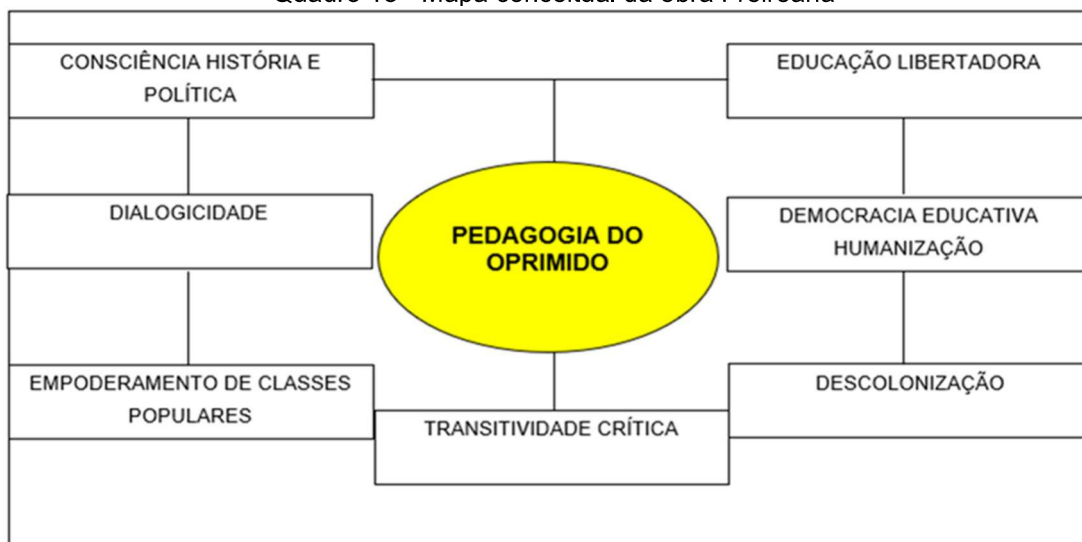 CONSCIÊNCIA HISTÓRIA E
POLÍTICA
EDUCAÇÃO LIBERTADORA
DIALOGICIDADE
PEDAGOGIA DO
OPRIMIDO
DEMOCRACIA EDUCATIVA
HUMANIZAÇÃO
EMPODERAMENTO DE CLASSES
POPULARES
TRANSITIVIDADE CRÍTICA
DESCOLONIZAÇÃO